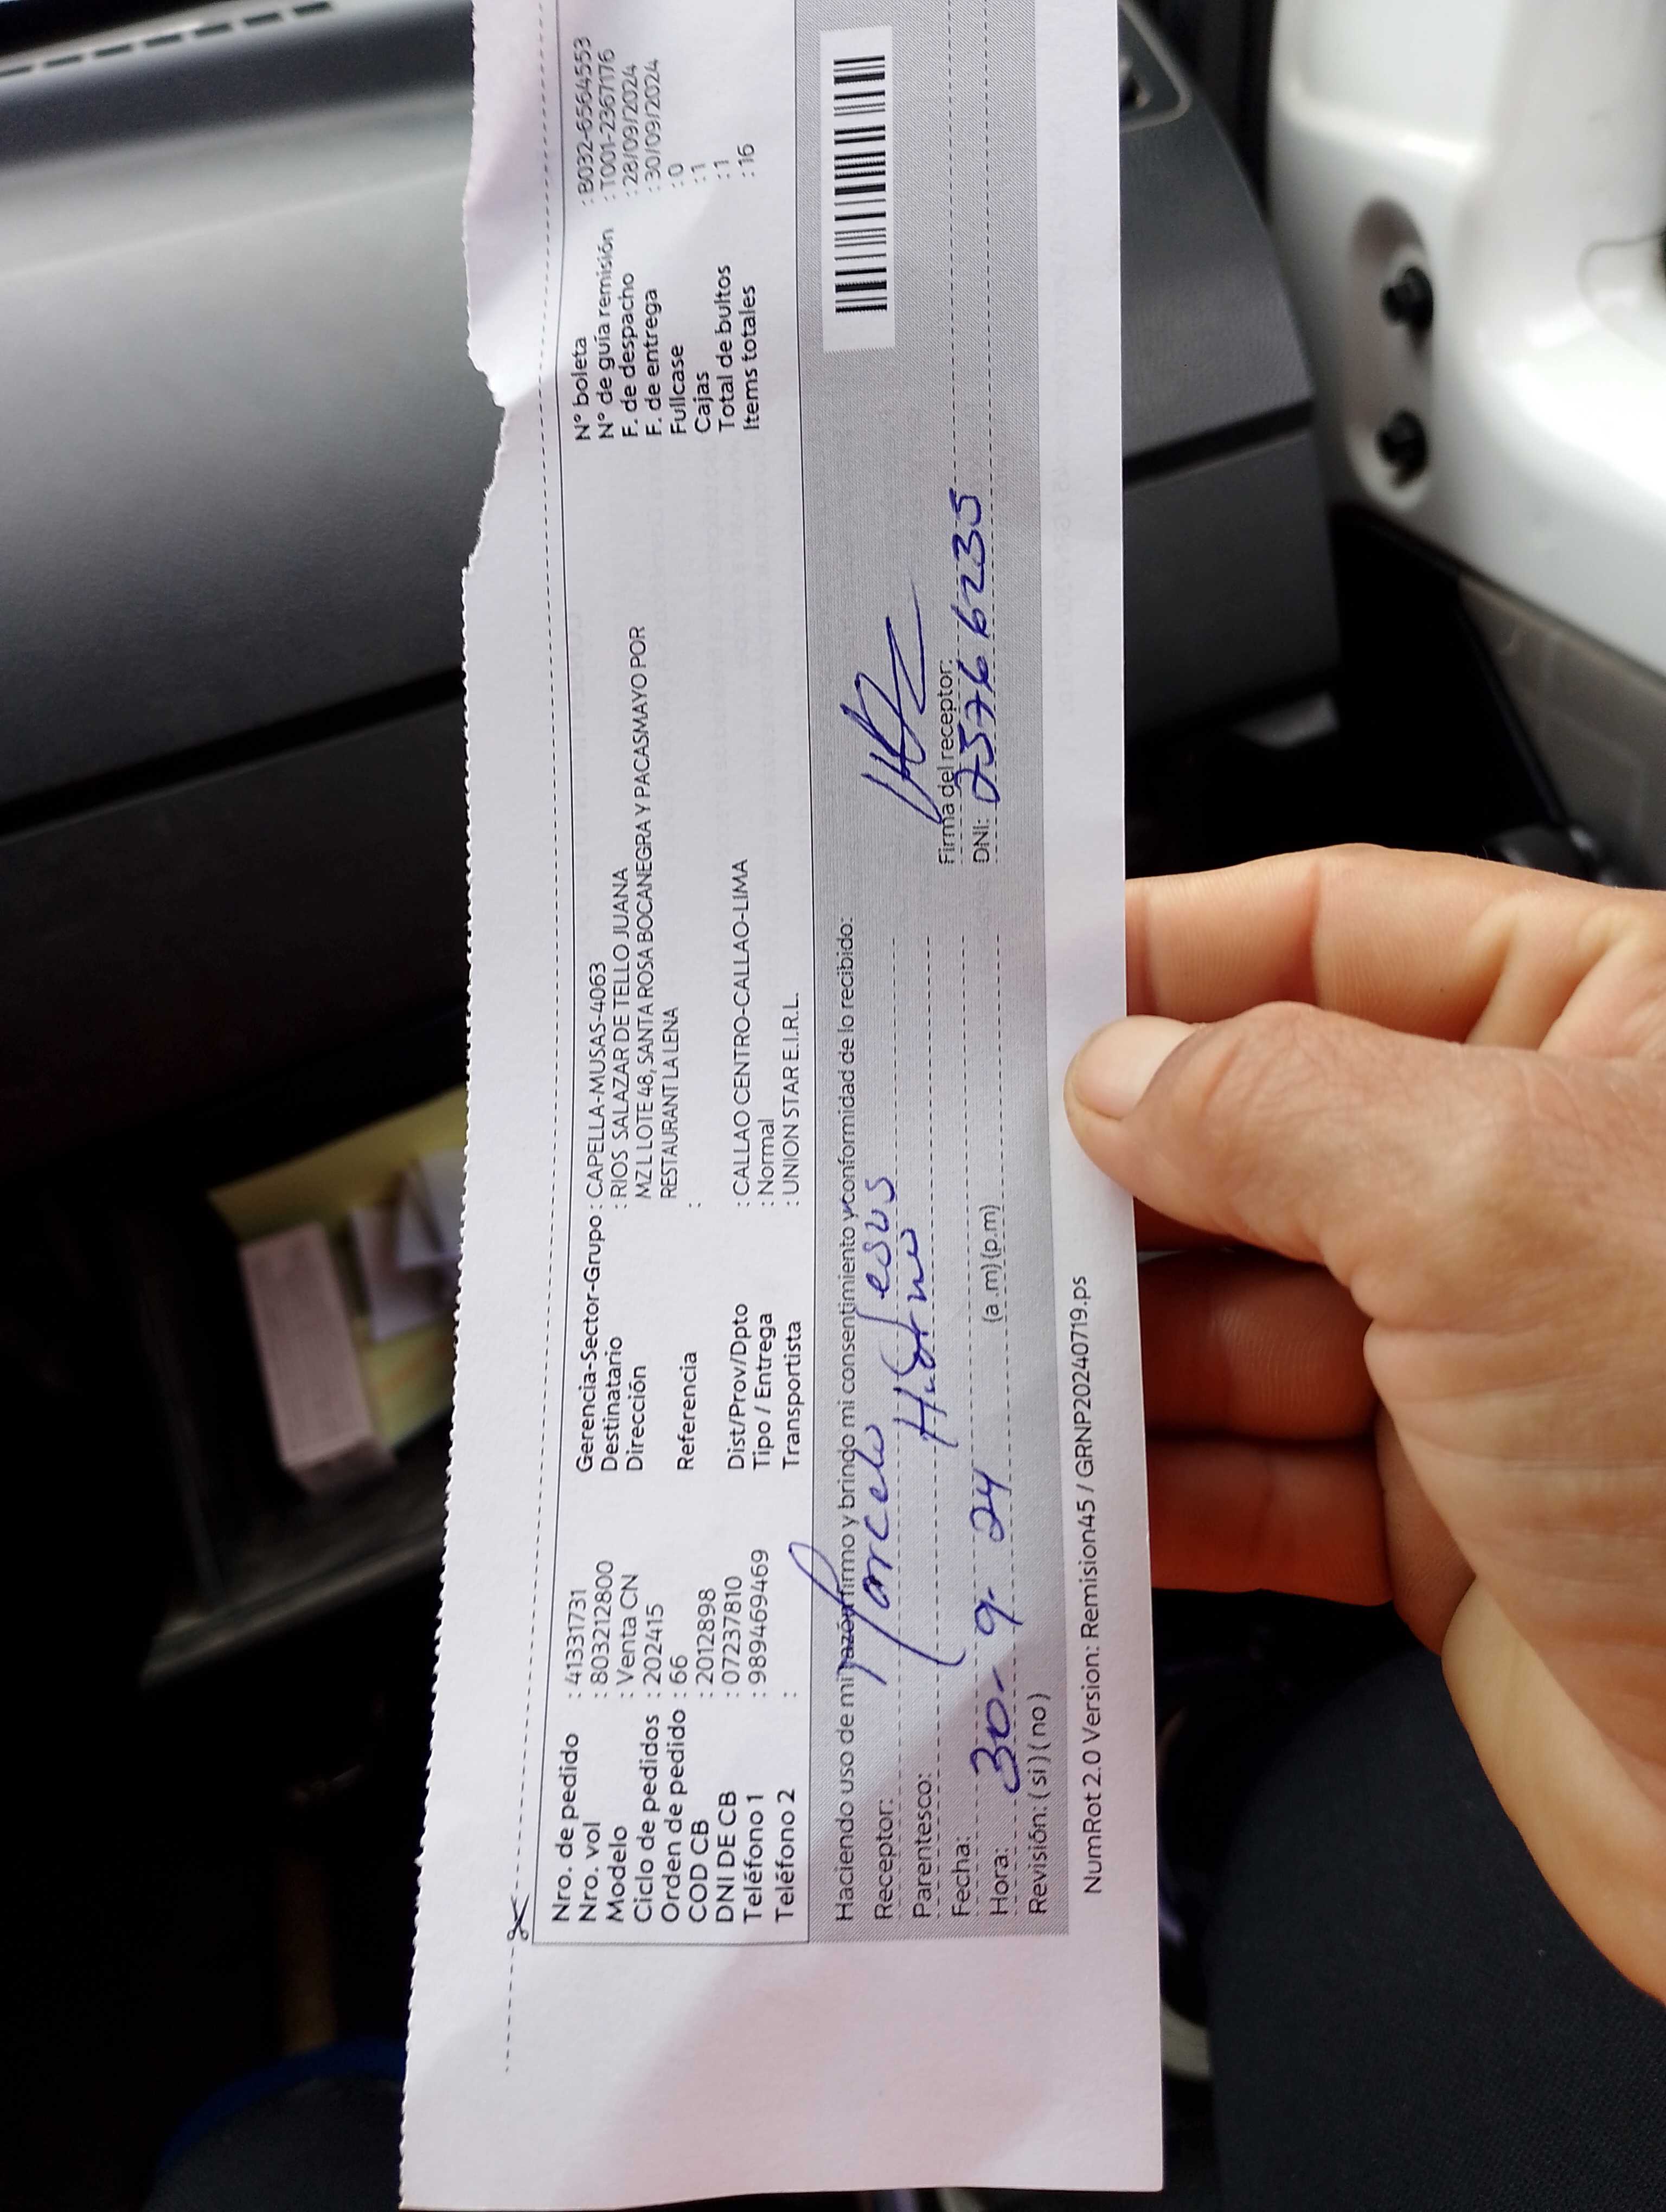 Nro. de pedido : 41331731
Nro. vol : 803212800
Modelo : Venta CN
Ciclo de pedidos : 202415
Orden de pedido : 66
COD CB : 2012898
DNI DE CB : 07237810
Teléfono 1 : 989469469
Teléfono 2 :
Gerencia-Sector-Grupo : CAPELLA-MUSAS-4063
Destinatario : RIOS SALAZAR DE TELLO JUANA
Dirección MZ L LOTE 48, SANTA ROSA BOCANEGRA Y PACASMAYO POR
RESTAURANT LA LENA
Referencia :
Dist/Prov/Dpto : CALLAO CENTRO-CALLAO-LIMA
Tipo / Entrega : Normal
Transportista : UNION STAR E.I.R.L.
N° boleta : B032-6564553
N° de guía remisión : T001-2367176
F. de despacho : 28/09/2024
F. de entrega : 30/09/2024
Fullcase : 0
Cajas : 1
Total de bultos : 1
Items totales : 16
Haciendo uso de mi razón firmo y brindo mi consentimiento y conformidad de lo recibido:
Receptor: Marcelo Jesus
Parentesco:
Fecha: 30-9-24
Hora: (a.m) (p.m)
Revisión: ( si ) ( no )
Firma del receptor:
DNI: 25766235
NumRot 2.0 Version: Remision45 / GRNP20240719.ps